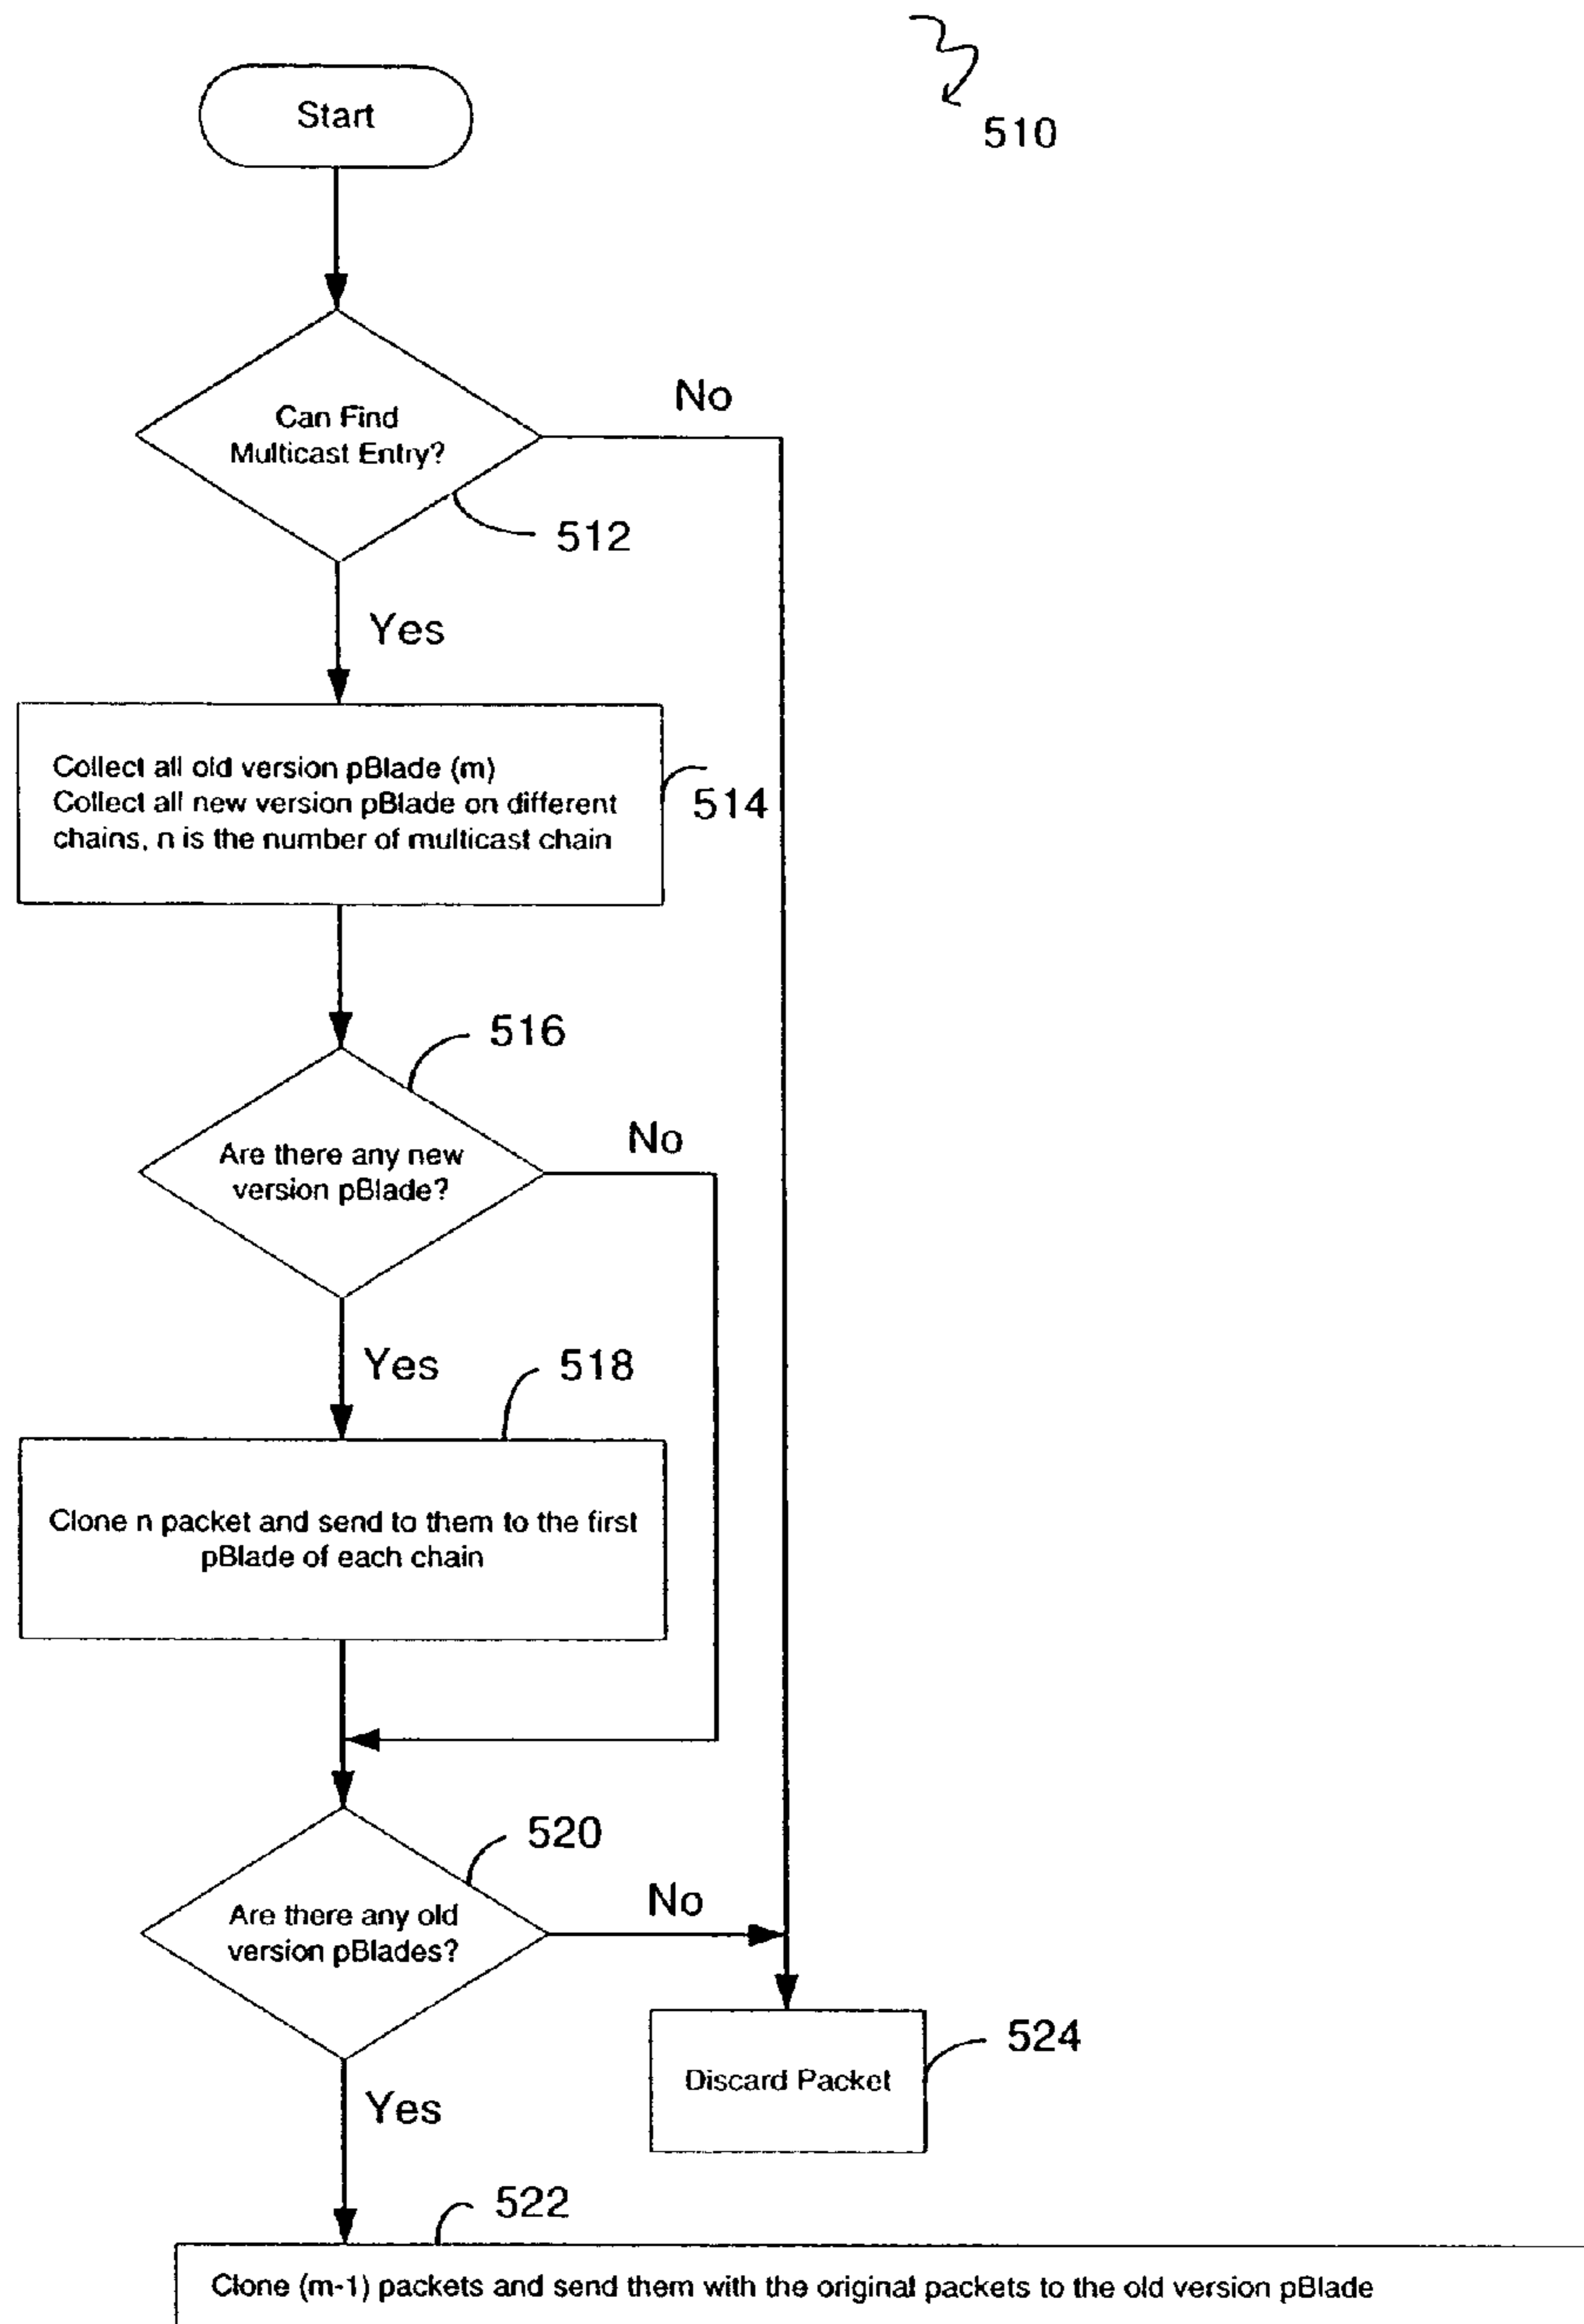 510
Start
Can Find
Multicast Entry?
No
512
Yes
Collect all old version pBlade (m)
Collect all new version pBlade on different
chains, n is the number of multicast chain
514
516
Are there any new
version pBlade?
No
Yes
518
Clone n packet and send to them to the first
pBlade of each chain
520
Are there any old
version pBlades?
No
Discard Packet
524
Yes
522
Clone (m-1) packets and send them with the original packets to the old version pBlade